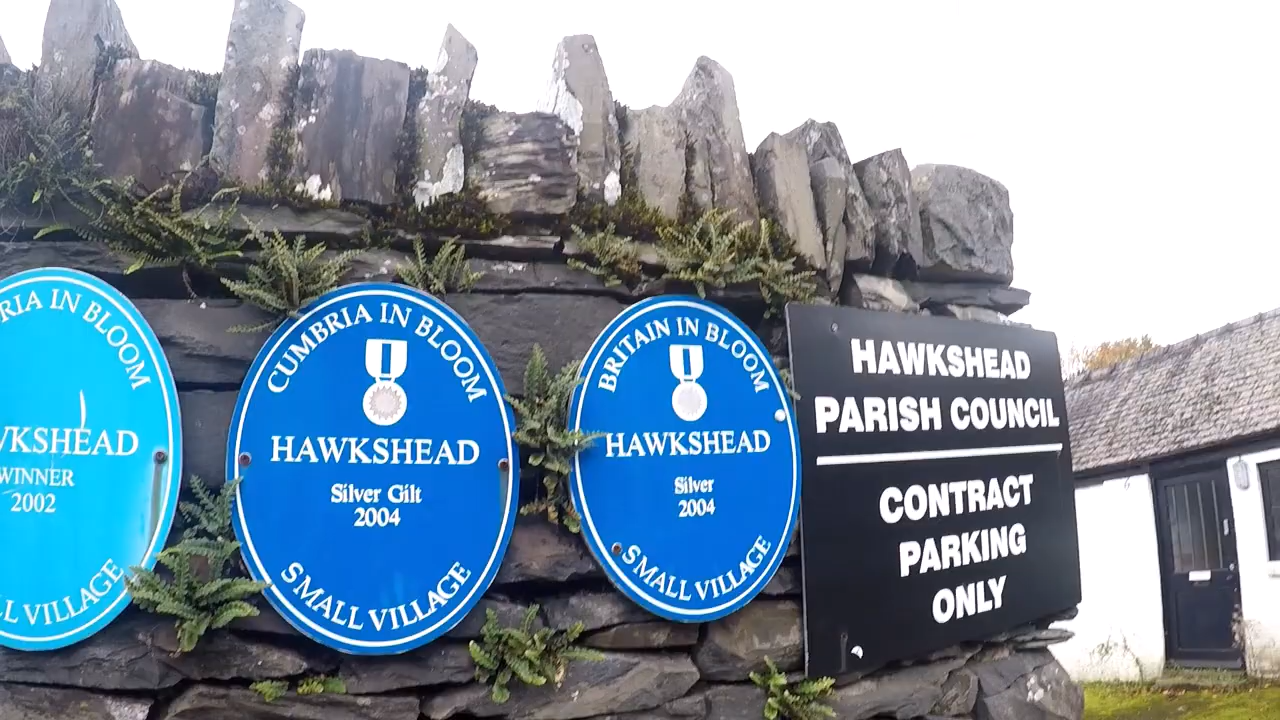 RIA IN BLOOM
WKSHEAD
WINNER
2002
LL VILLAGE
CUMBRIA IN BLOOM
HAWKSHEAD
Silver Gilt
2004
SMALL VILLAGE
BRITAIN IN BLOOM
HAWKSHEAD
Silver
2004
SMALL VILLAGE
HAWKSHEAD
PARISH COUNCIL
CONTRACT
PARKING
ONLY